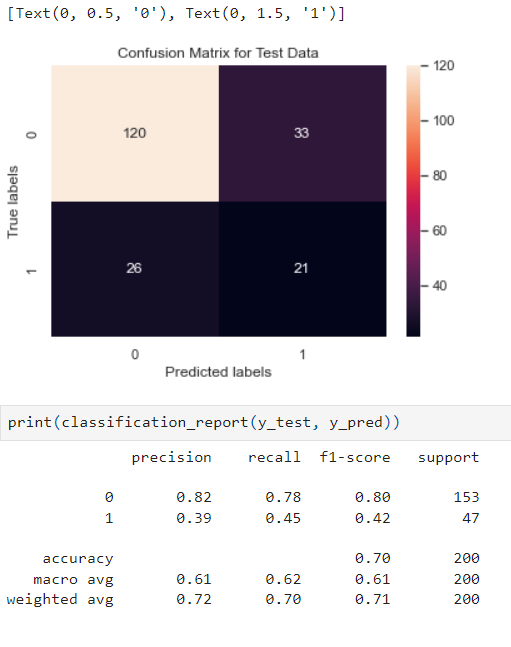 [Text(0, 0.5, '0'), Text(0, 1.5, '1')]
Confusion Matrix for Test Data
120
33
26
21
0
1
True labels
0
1
Predicted labels
120
100
80
60
40
print(classification_report(y_test, y_pred))
precision recall f1-score support
0 0.82 0.78 0.80 153
1 0.39 0.45 0.42 47
accuracy 0.70 200
macro avg 0.61 0.62 0.61 200
weighted avg 0.72 0.70 0.71 200